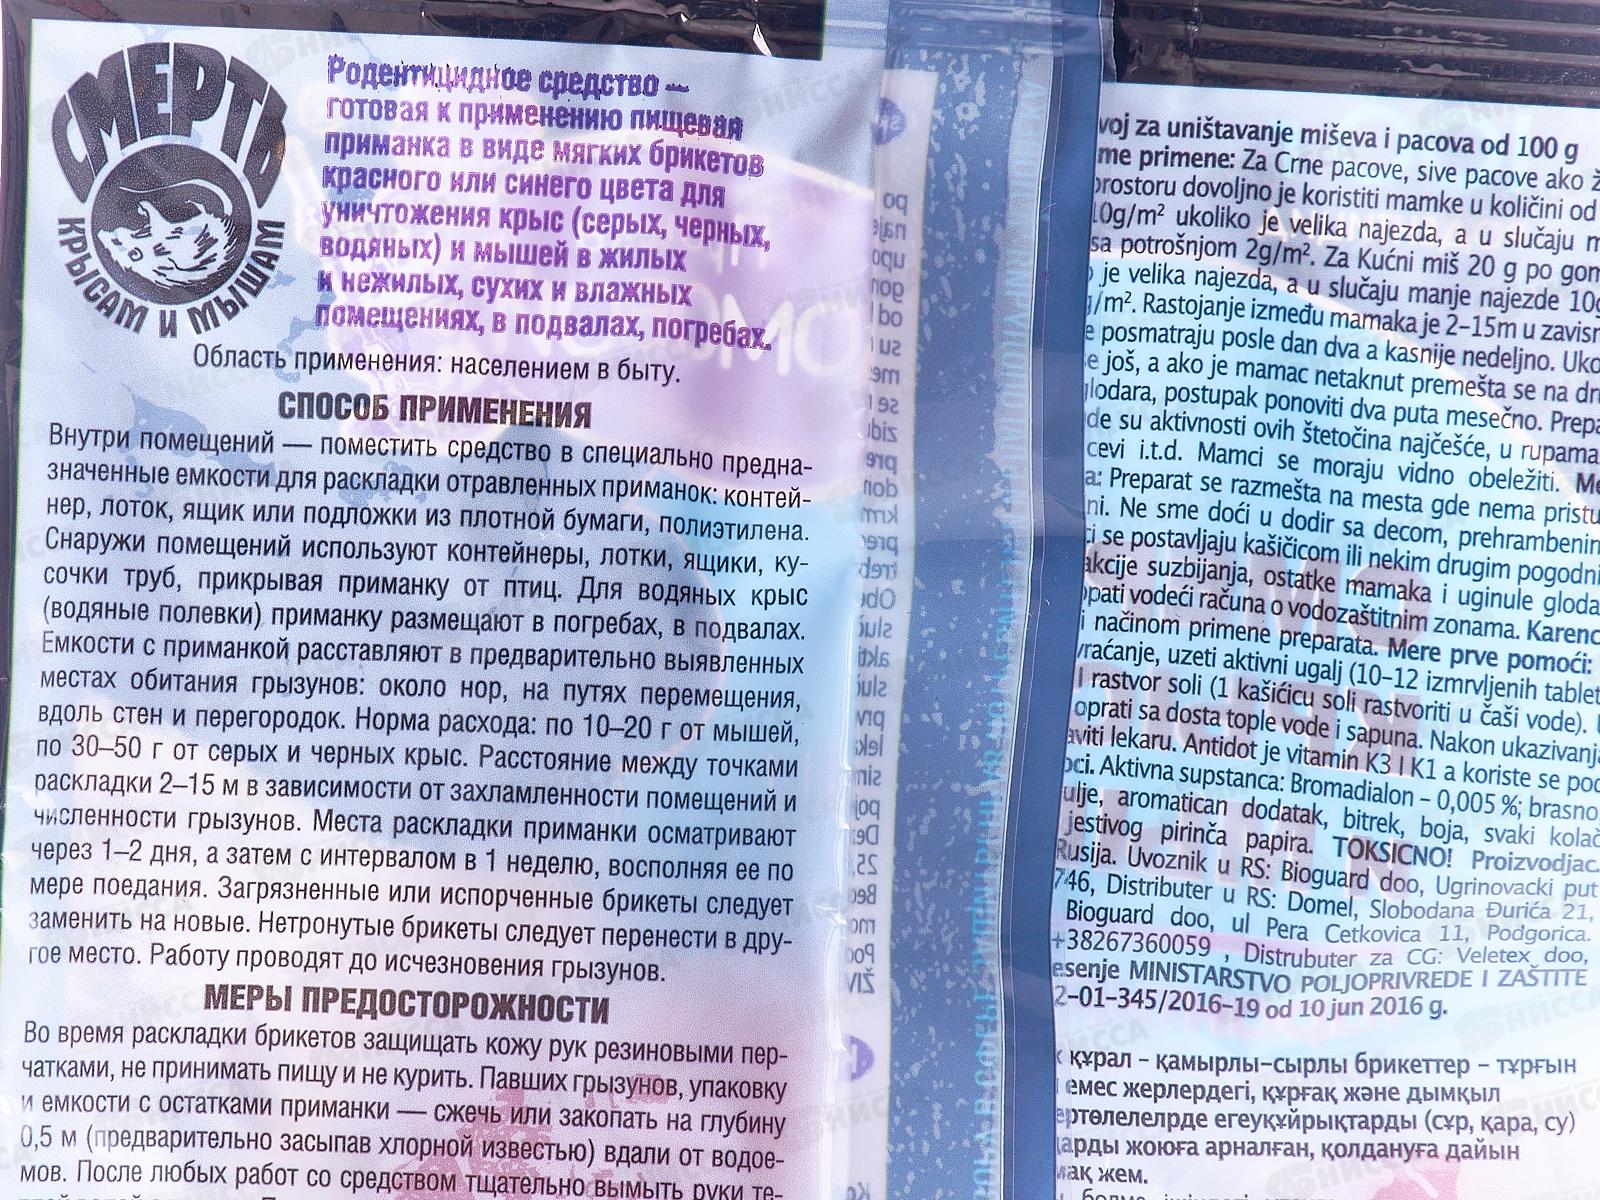 СМЕРТЬ
КРЫСАМ И МЫШАМ
Родентицидное средство —
готовая к применению пищевая
приманка в виде мягких брикетов
красного или синего цвета для
уничтожения крыс (серых, черных,
водяных) и мышей в жилых
и нежилых, сухих и влажных
помещениях, в подвалах, погребах.
Область применения: населением в быту.
СПОСОБ ПРИМЕНЕНИЯ
Внутри помещений — поместить средство в специально предна-
значенные емкости для раскладки отравленных приманок: контей-
нер, лоток, ящик или подложки из плотной бумаги, полиэтилена.
Снаружи помещений используют контейнеры, лотки, ящики, ку-
сочки труб, прикрывая приманку от птиц. Для водяных крыс
(водяные полевки) приманку размещают в погребах, в подвалах.
Емкости с приманкой расставляют в предварительно выявленных
местах обитания грызунов: около нор, на путях перемещения,
вдоль стен и перегородок. Норма расхода: по 10–20 г от мышей,
по 30–50 г от серых и черных крыс. Расстояние между точками
раскладки 2–15 м в зависимости от захламленности помещений и
численности грызунов. Места раскладки приманки осматривают
через 1–2 дня, а затем с интервалом в 1 неделю, восполняя ее по
мере поедания. Загрязненные или испорченные брикеты следует
заменить на новые. Нетронутые брикеты следует перенести в дру-
гое место. Работу проводят до исчезновения грызунов.
МЕРЫ ПРЕДОСТОРОЖНОСТИ
Во время раскладки брикетов защищать кожу рук резиновыми пер-
чатками, не принимать пищу и не курить. Павших грызунов, упаковку
и емкости с остатками приманки — сжечь или закопать на глубину
0,5 м (предварительно засыпав хлорной известью) вдали от водое-
мов. После любых работ со средством тщательно вымыть руки те-
voj za uništavanje miševa i pacova od 100 g
me primene: Za Crne pacove, sive pacove ako
prostoru dovoljno je koristiti mamke u količini od
10g/m² ukoliko je velika najezda, a u slučaju
sa potrošnjom 2g/m². Za Kućni miš 20 g po
je velika najezda, a u slučaju manje najezde
/m². Rastojanje između mamaka je 2–15m u
posmatraju posle dan dva a kasnije nedeljno.
još, a ako je mamac netaknut premešta se na
glodara, postupak ponoviti dva puta mesečno.
de su aktivnosti ovih štetočina najčešće, u
cevi i.t.d. Mamci se moraju vidno obeležiti.
a: Preparat se razmešta na mesta gde nema
ni. Ne sme doći u dodir sa decom,
ci se postavljaju kašičicom ili nekim drugim
akcije suzbijanja, ostatke mamaka i uginule
opati vodeći računa o vodozaštitnim zonama.
i načinom primene preparata. Mere prve pomoći:
vraćanje, uzeti aktivni ugalj (10–12 izmrvljenih
rastvor soli (1 kašićicu soli rastvoriti u čaši vode).
oprati sa dosta tople vode i sapuna. Nakon
aviti lekaru. Antidot je vitamin K3 I K1 a koriste se
oci. Aktivna supstanca: Bromadialon – 0,005 %; brasno,
ulje, aromatican dodatak, bitrek, boja, svaki
jestivog pirinča papira. TOKSICNO! Proizvodjac.
Rusija. Uvoznik u RS: Bioguard doo, Ugrinovacki put
746, Distributer u RS: Domel, Slobodana Đurića 21,
Bioguard doo, ul Pera Cetkovica 11, Podgorica.
+38267360059 , Distrubuter za CG: Veletex doo,
esenje MINISTARSTVO POLJOPRIVREDE I ZAŠTITE
2–01–345/2016–19 od 10 jun 2016 g.
құрал – қамырлы-сырлы брикеттер – тұрғын
емес жерлердегі, құрғақ және дымқыл
ертөлелелрде егеуқұйрықтарды (сұр, қара, су)
арды жоюға арналған, қолдануға дайын
жем.